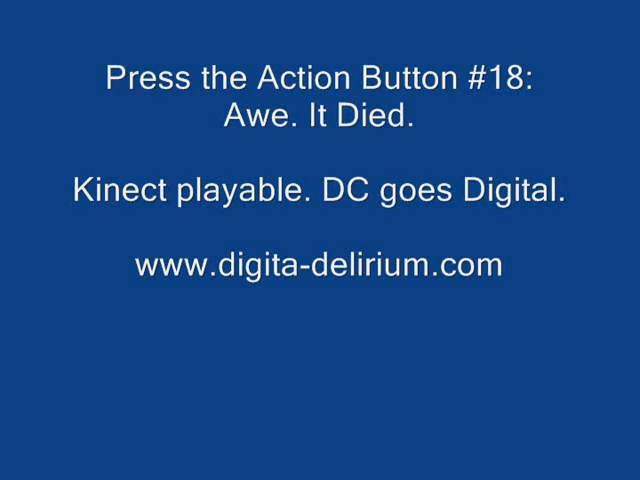 Press the Action Button #18:
Awe. It Died.
Kinect playable. DC goes Digital.
www.digita-delirium.com